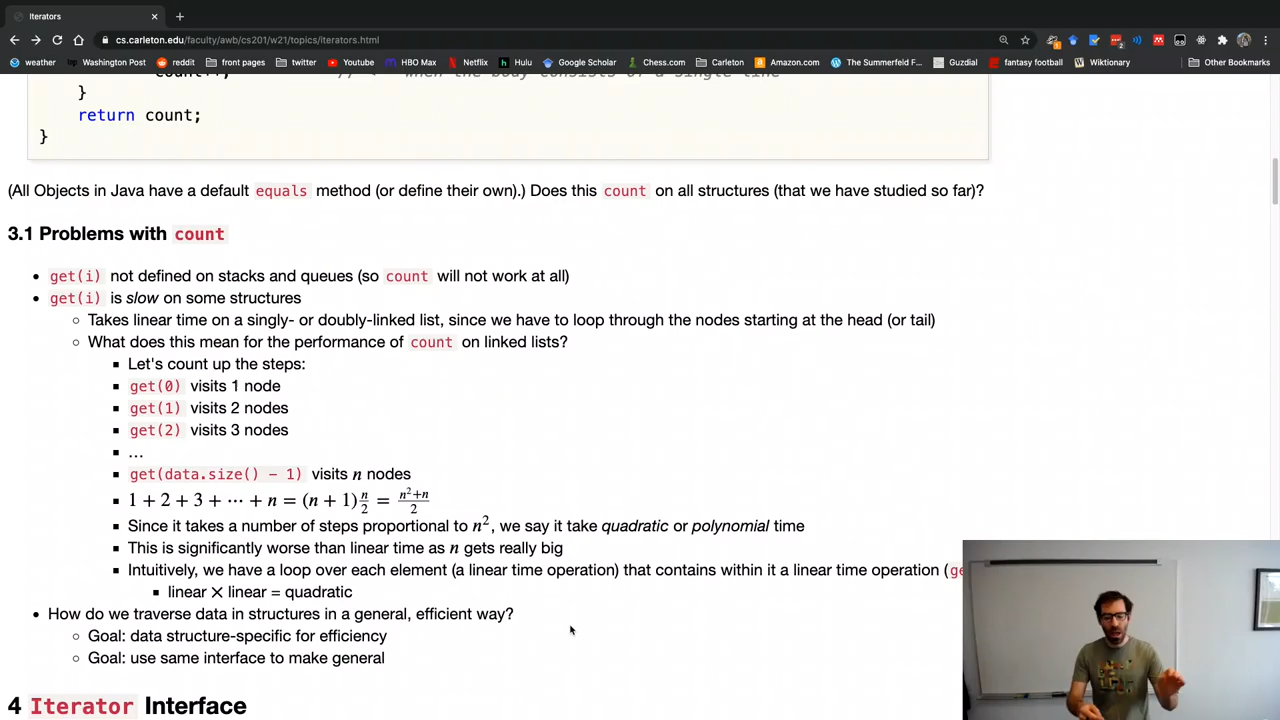 Iterators
cs.carleton.edu/faculty/awb/cs201/w21/topics/iterators.html
weather Washington Post reddit front pages twitter Youtube HBO Max Netflix Hulu Google Scholar Chess.com Carleton Amazon.com The Summerfeld F... Guzdial fantasy football Wiktionary Other Bookmarks
count++; // <- when the body consists of a single line
}
return count;
}
(All Objects in Java have a default equals method (or define their own).) Does this count on all structures (that we have studied so far)?
3.1 Problems with count
• get(i) not defined on stacks and queues (so count will not work at all)
• get(i) is slow on some structures
◦ Takes linear time on a singly- or doubly-linked list, since we have to loop through the nodes starting at the head (or tail)
◦ What does this mean for the performance of count on linked lists?
▪ Let's count up the steps:
▪ get(0) visits 1 node
▪ get(1) visits 2 nodes
▪ get(2) visits 3 nodes
▪ …
▪ get(data.size() - 1) visits n nodes
▪ 1 + 2 + 3 + ⋯ + n = (n + 1)n/2 = (n²+n)/2
▪ Since it takes a number of steps proportional to n², we say it take quadratic or polynomial time
▪ This is significantly worse than linear time as n gets really big
▪ Intuitively, we have a loop over each element (a linear time operation) that contains within it a linear time operation (ge
▪ linear × linear = quadratic
• How do we traverse data in structures in a general, efficient way?
◦ Goal: data structure-specific for efficiency
◦ Goal: use same interface to make general
4 Iterator Interface